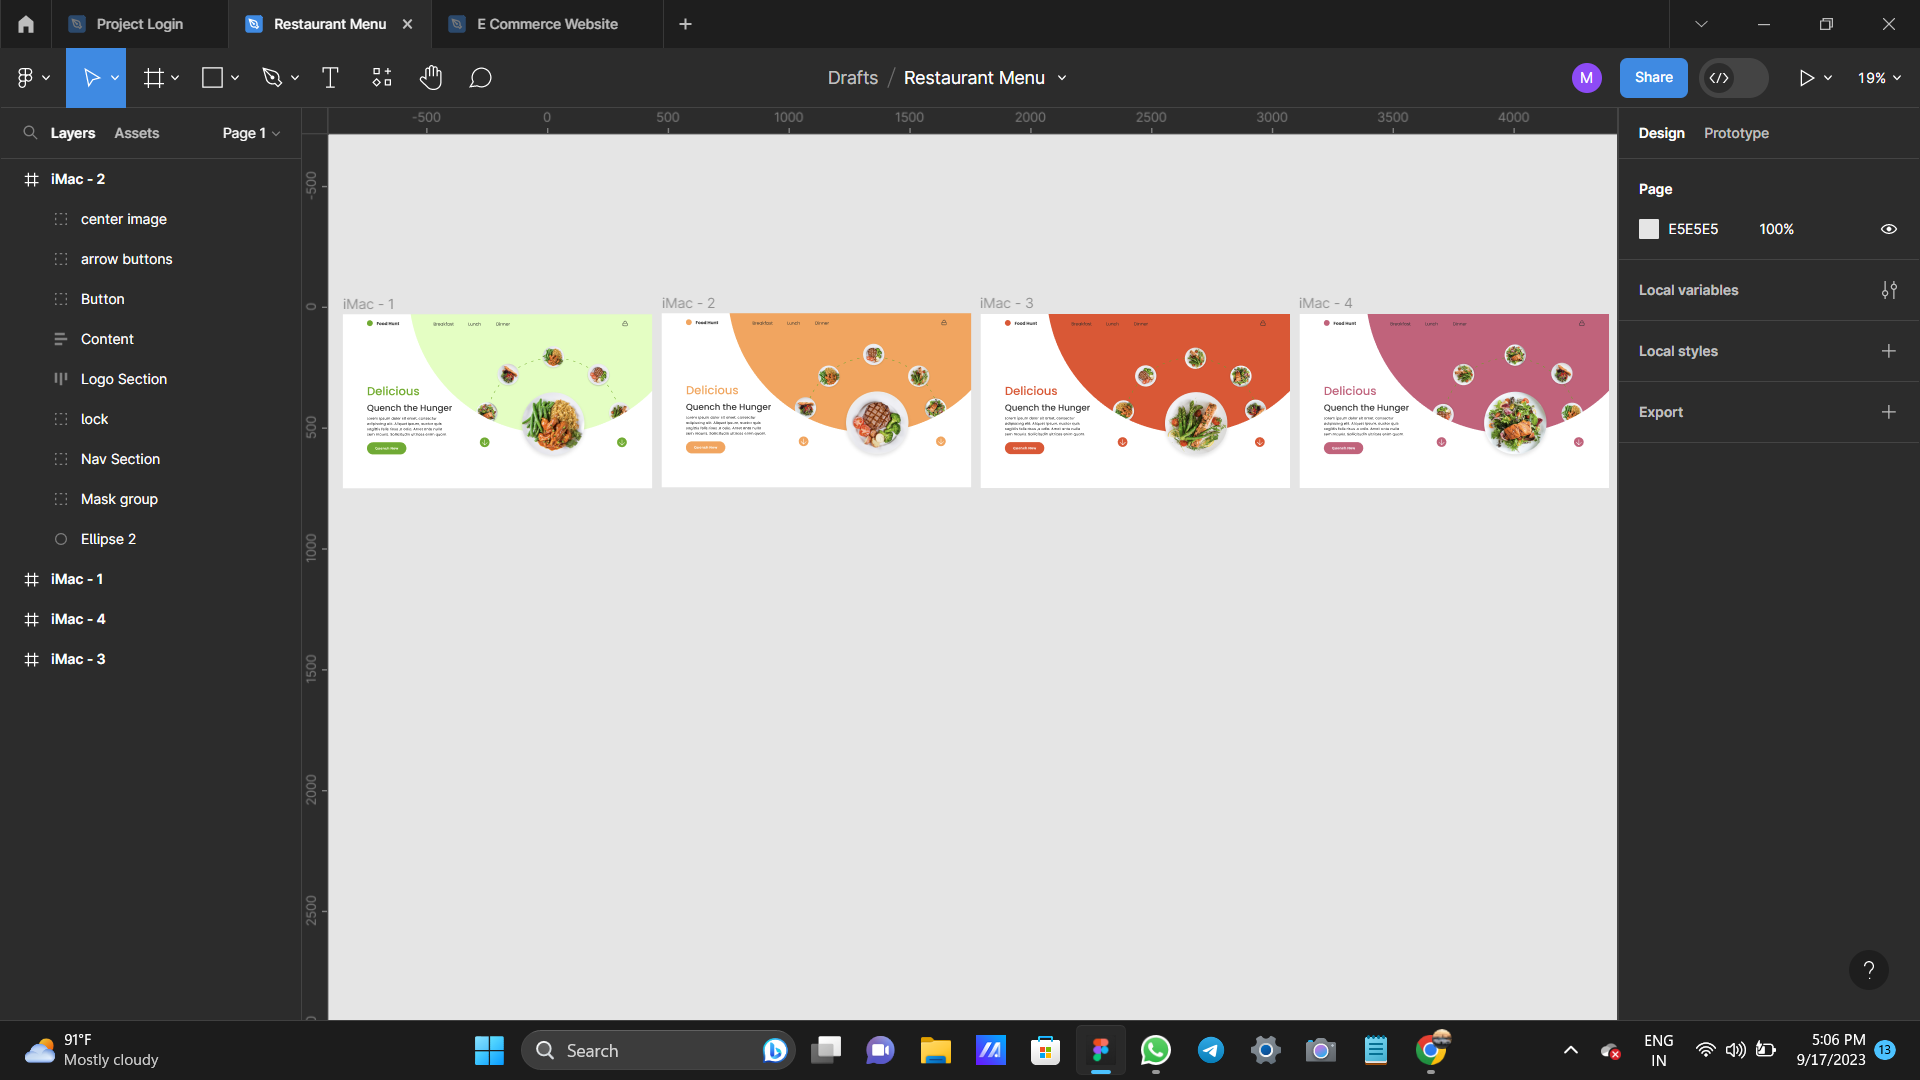 Project Login
Restaurant Menu
E Commerce Website
Drafts / Restaurant Menu
M
Share
19%
Layers
Assets
Page 1
iMac - 2
center image
arrow buttons
Button
Content
Logo Section
lock
Nav Section
Mask group
Ellipse 2
iMac - 1
iMac - 4
iMac - 3
-500 0 500 1000 1500 2000 2500 3000 3500 4000
-500
0
500
1000
1500
2000
2500
iMac - 1
Food Hunt
Breakfast Lunch Dinner
Delicious
Quench the Hunger
iMac - 2
Food Hunt
Breakfast Lunch Dinner
Delicious
Quench the Hunger
iMac - 3
Food Hunt
Breakfast Lunch Dinner
Delicious
Quench the Hunger
iMac - 4
Food Hunt
Breakfast Lunch Dinner
Delicious
Quench the Hunger
Design
Prototype
Page
E5E5E5
100%
Local variables
Local styles
Export
?
91°F
Mostly cloudy
Search
ENG
IN
5:06 PM
9/17/2023
13